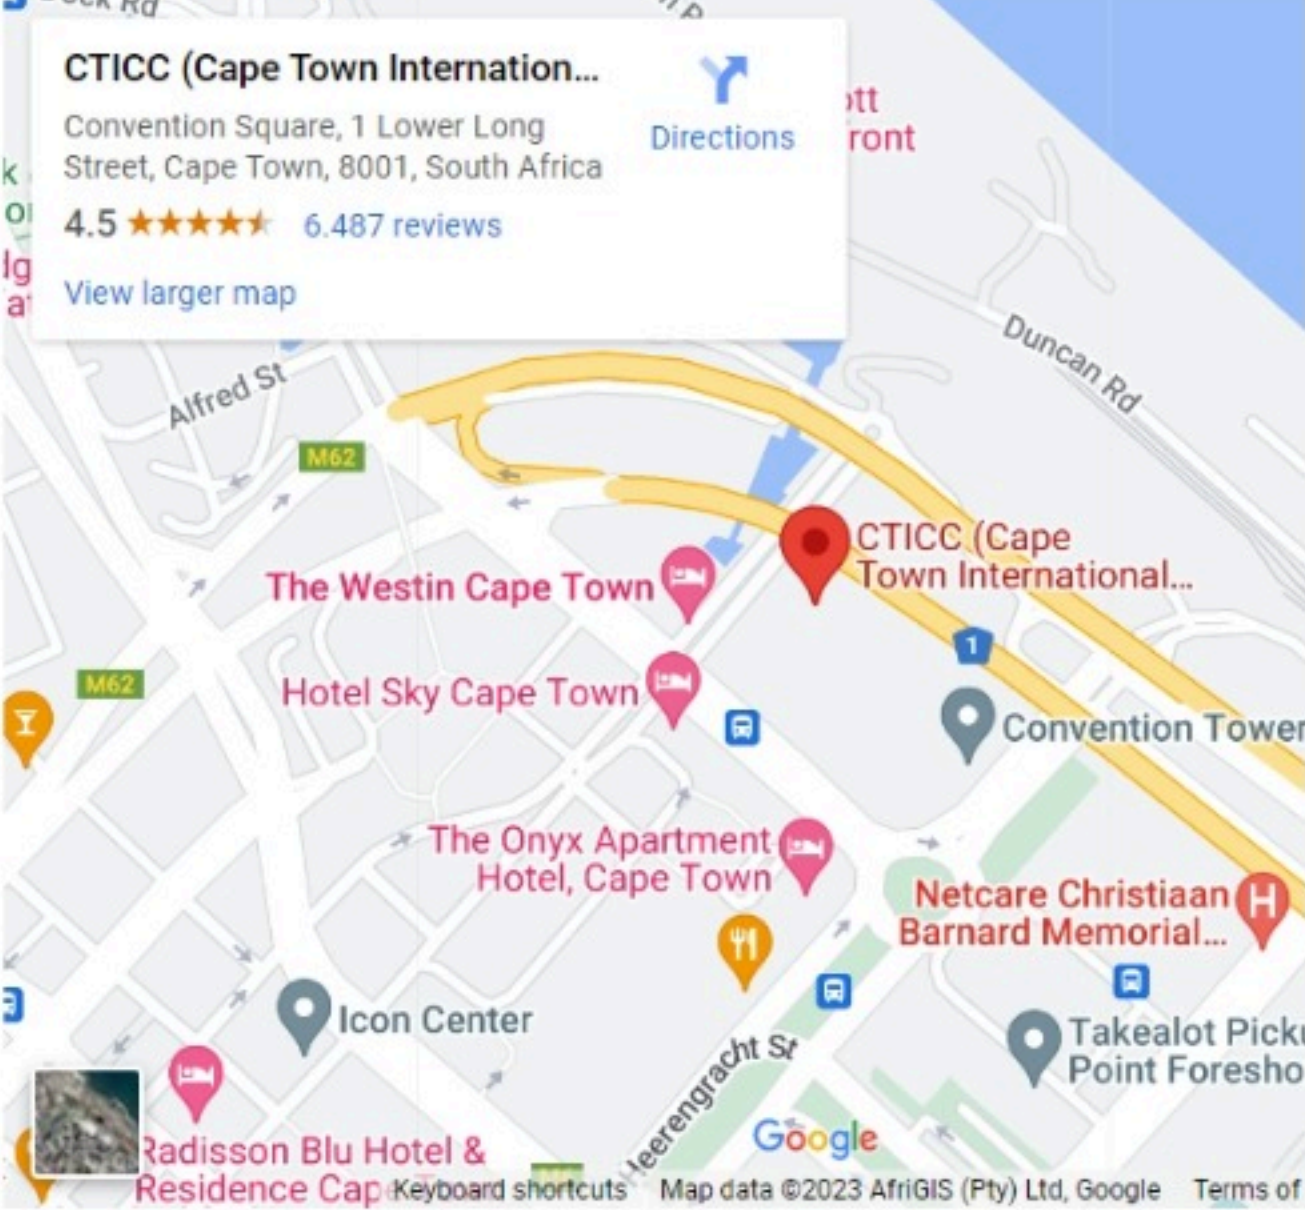 CTICC (Cape Town Internation...
Convention Square, 1 Lower Long
Street, Cape Town, 8001, South Africa
4.5
6.487 reviews
View larger map
Directions
Duncan Rd
Alfred St
M62
CTICC (Cape
Town International...
The Westin Cape Town
1
M62
Hotel Sky Cape Town
Convention Tower
The Onyx Apartment
Hotel, Cape Town
Netcare Christiaan
Barnard Memorial...
H
Icon Center
Takealot Picku
Point Foresho
Heerengracht St
Google
Radisson Blu Hotel &
Residence Cap
Keyboard shortcuts
Map data ©2023 AfriGIS (Pty) Ltd, Google
Terms of